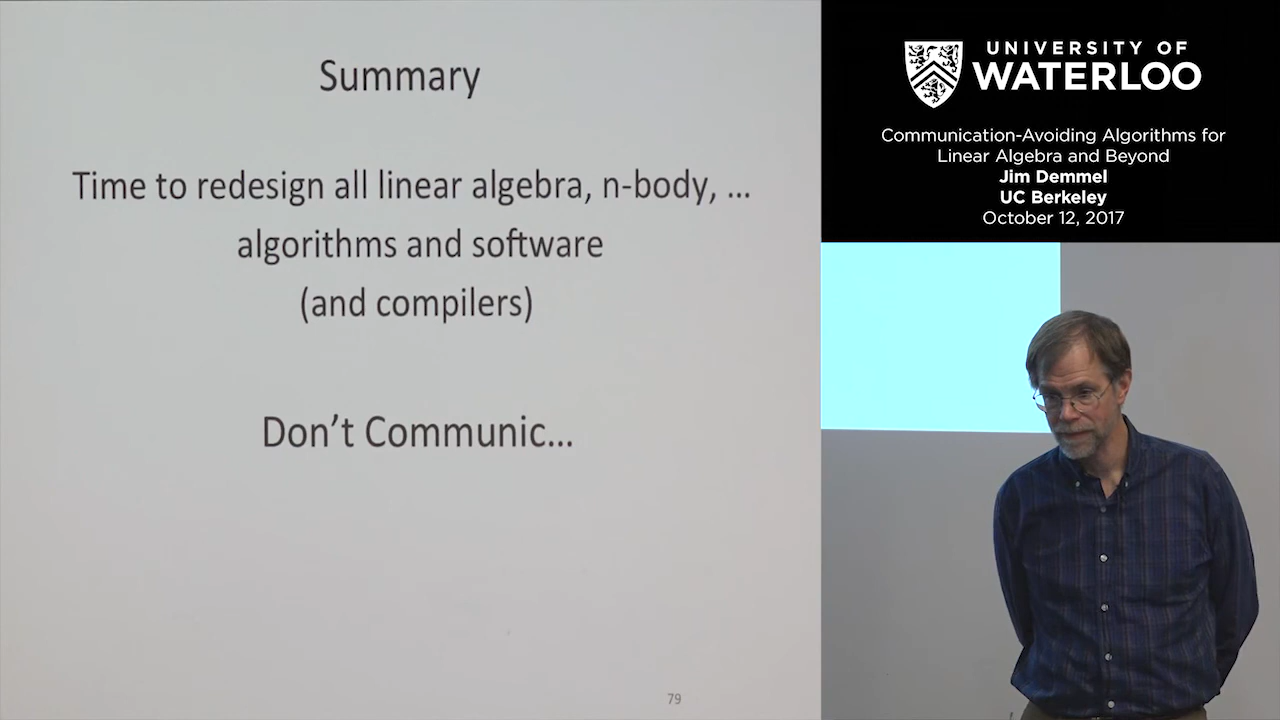 Summary
Time to redesign all linear algebra, n-body, …
algorithms and software
(and compilers)
Don’t Communic…
79
UNIVERSITY OF
WATERLOO
Communication-Avoiding Algorithms for
Linear Algebra and Beyond
Jim Demmel
UC Berkeley
October 12, 2017